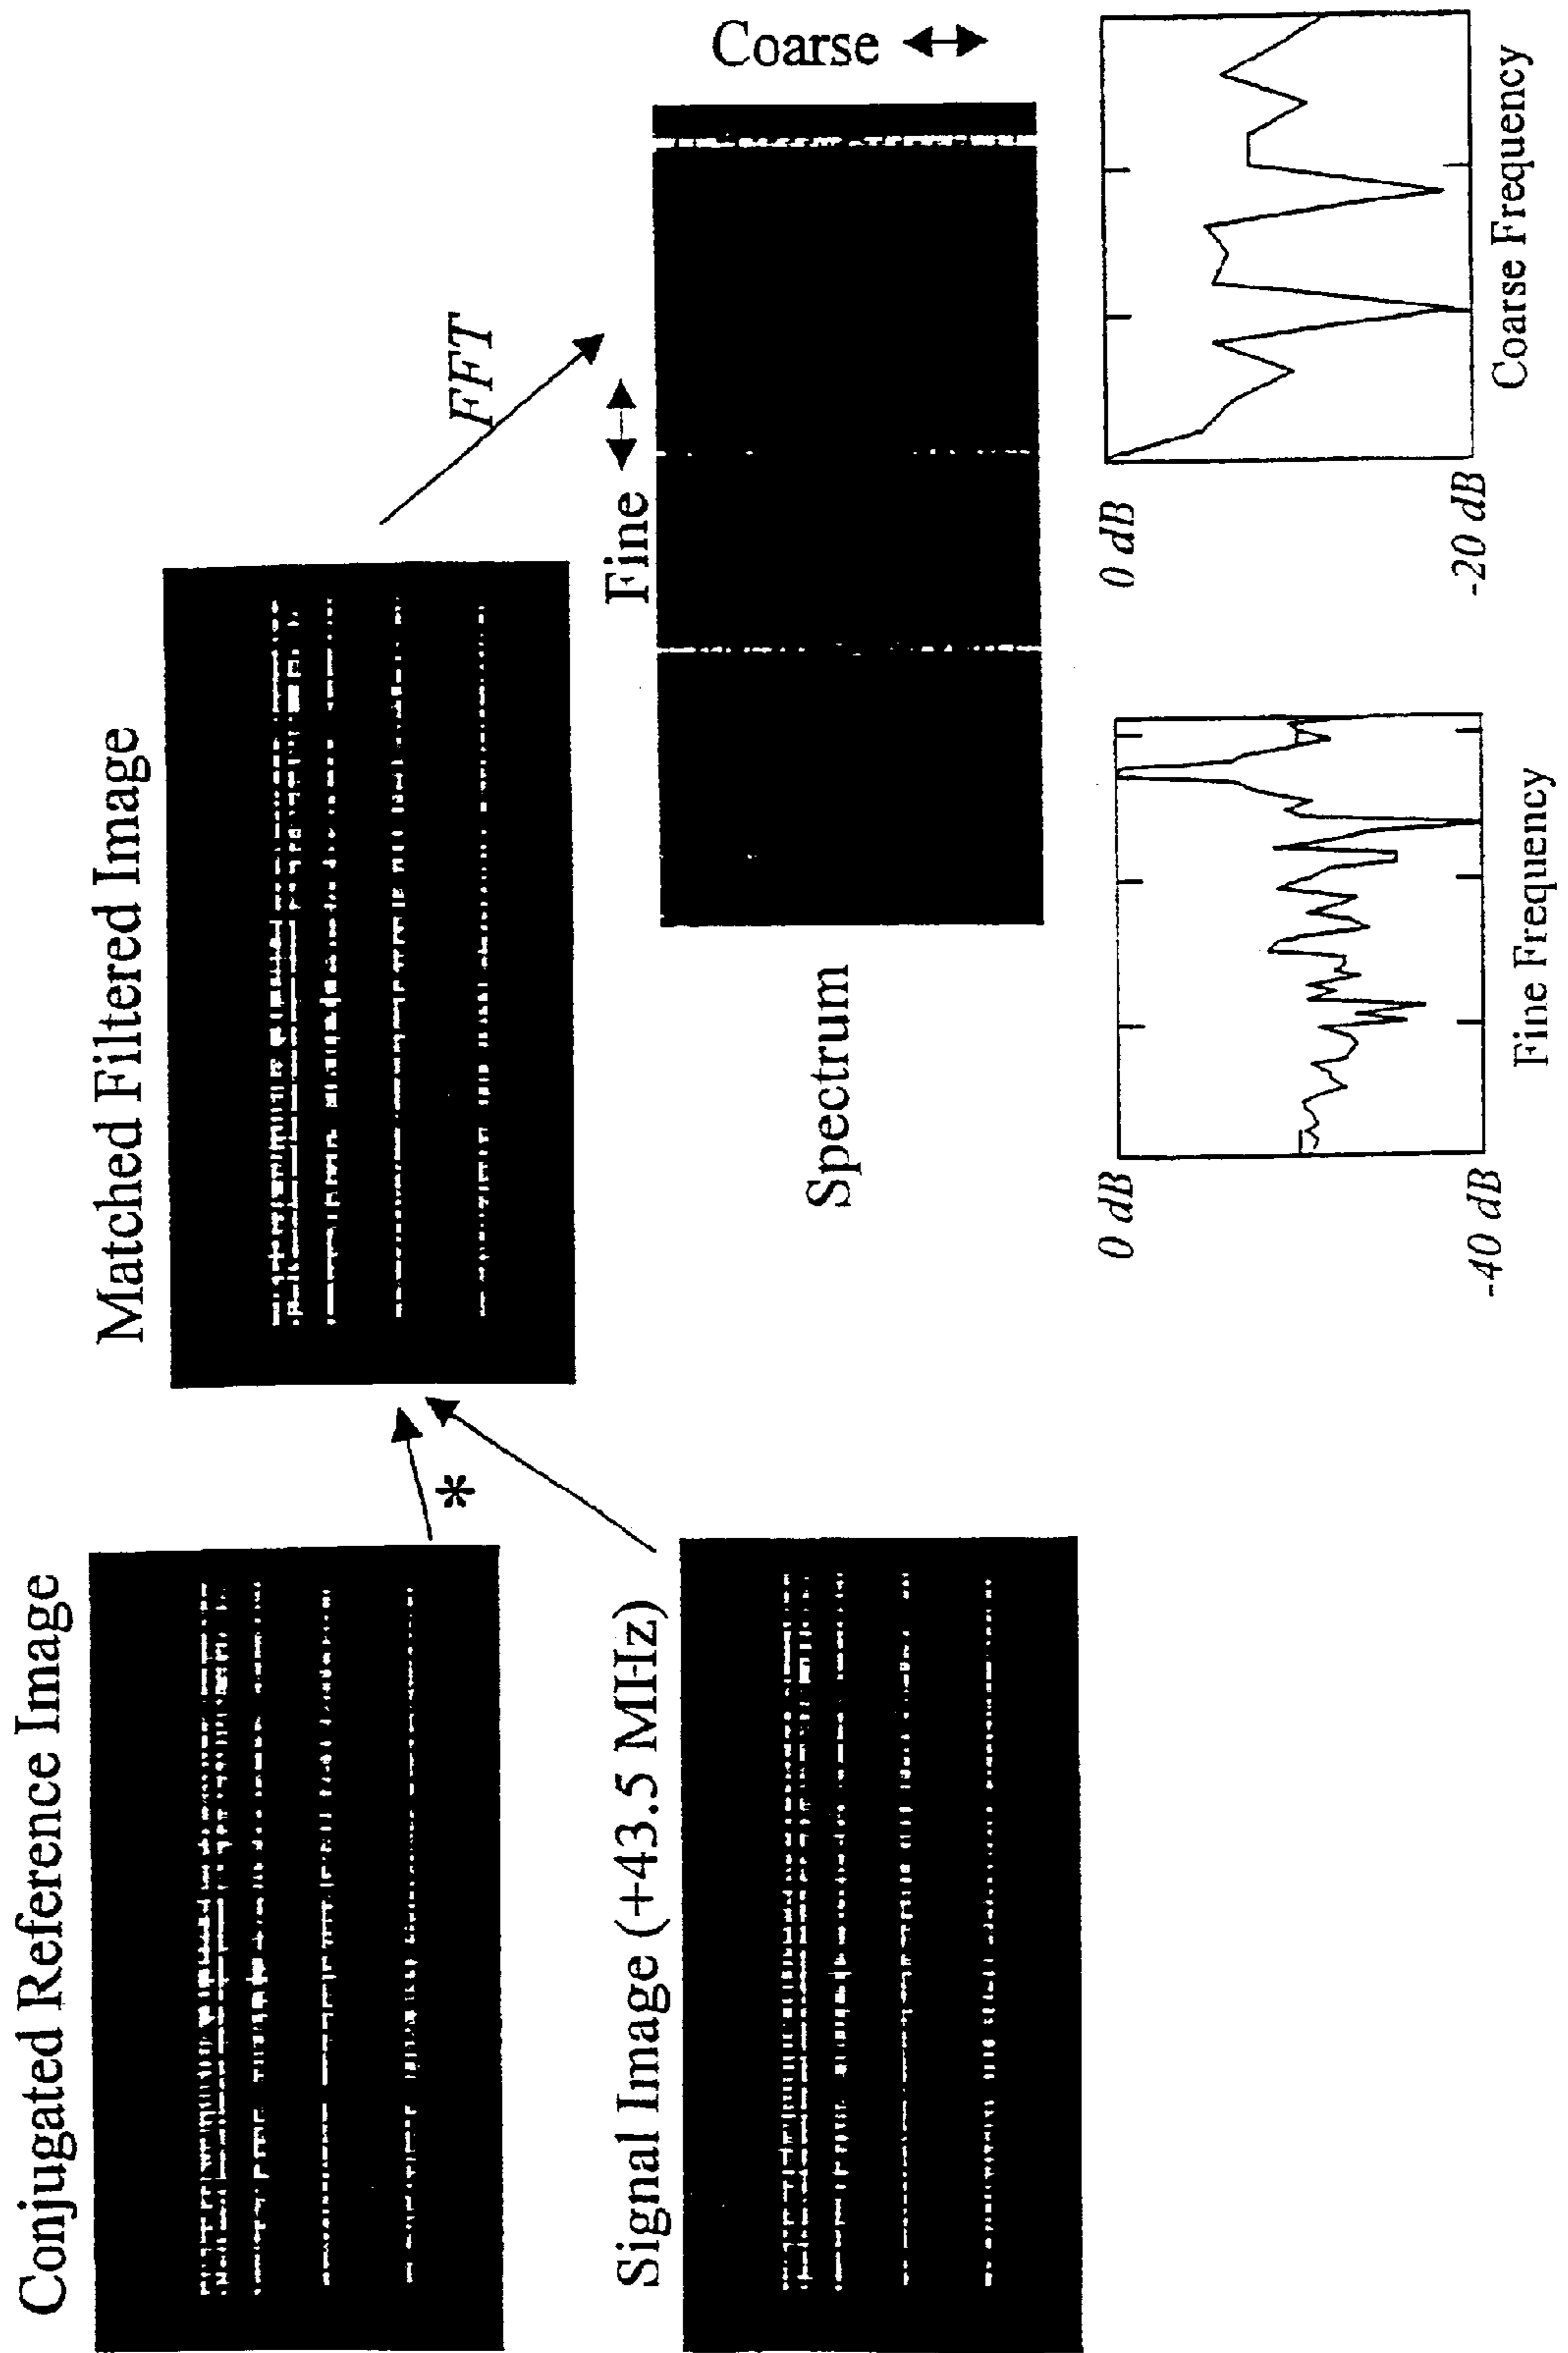 Conjugated Reference Image
Matched Filtered Image
*
Signal Image (+43.5 MHz)
FFT
Spectrum
Fine
Coarse
0 dB
-40 dB
Fine Frequency
0 dB
-20 dB
Coarse Frequency